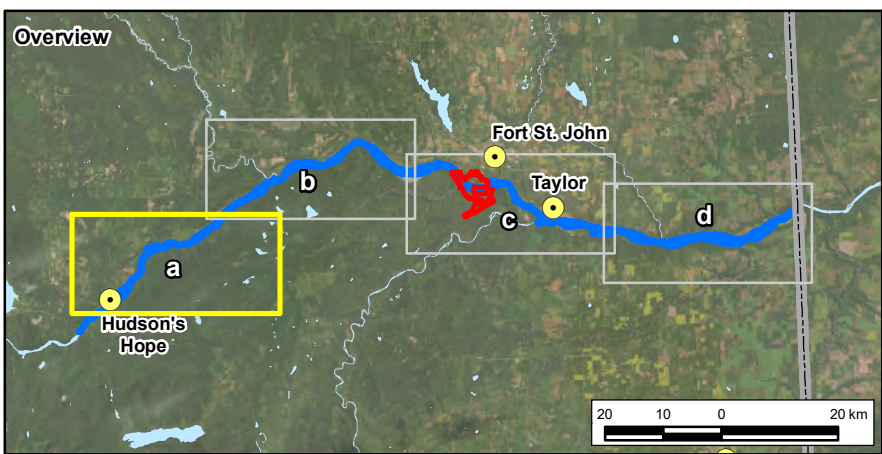 Overview
Fort St. John
b
Taylor
c
d
a
Hudson's
Hope
20 10 0 20 km